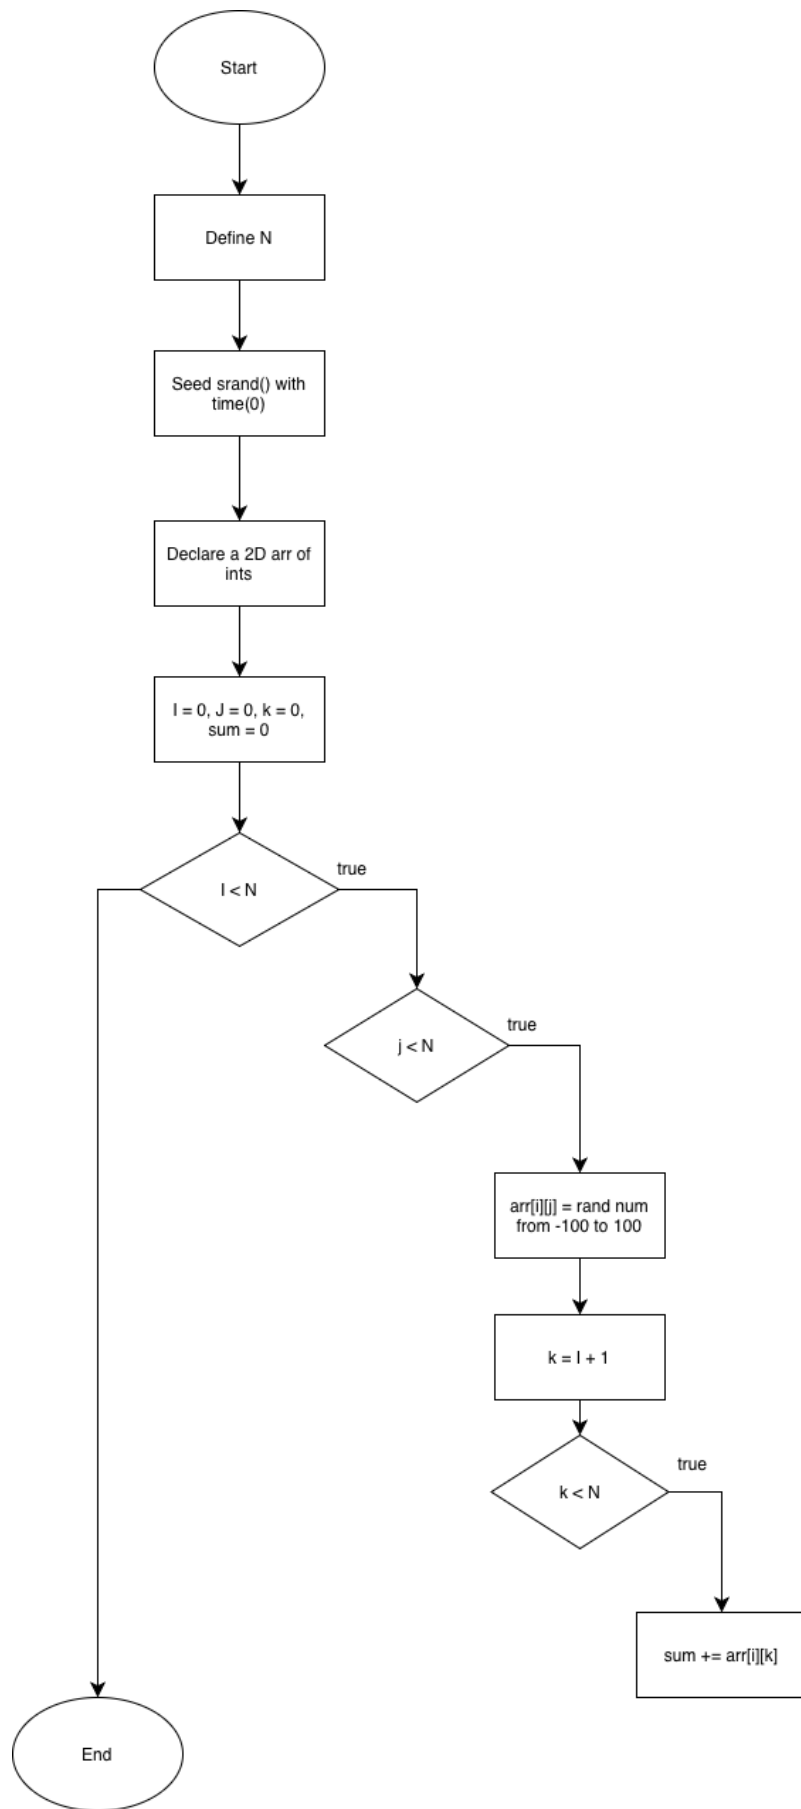 Start
Define N
Seed srand() with
time(0)
Declare a 2D arr of
ints
I = 0, J = 0, k = 0,
sum = 0
I < N
true
j < N
true
arr[i][j] = rand num
from -100 to 100
k = I + 1
k < N
true
sum += arr[i][k]
End